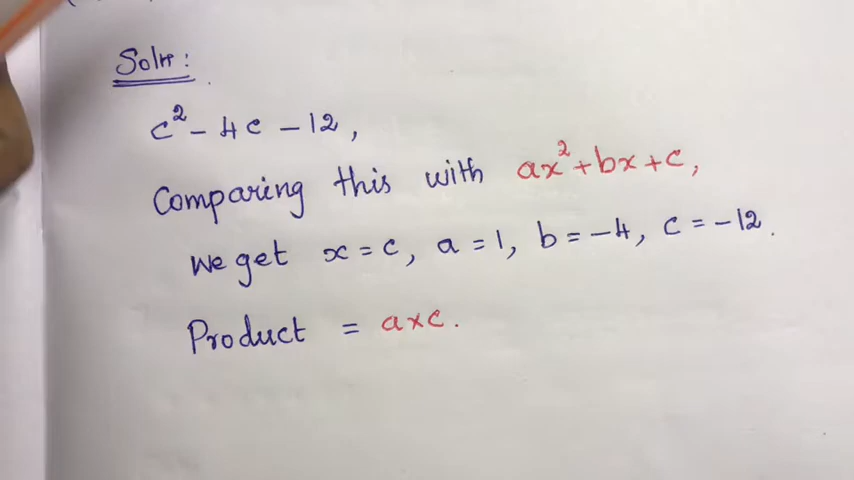 Soln:
c² - 4c - 12,
Comparing this with ax² + bx + c,
we get x = c, a = 1, b = -4, c = -12.
Product = a×c.